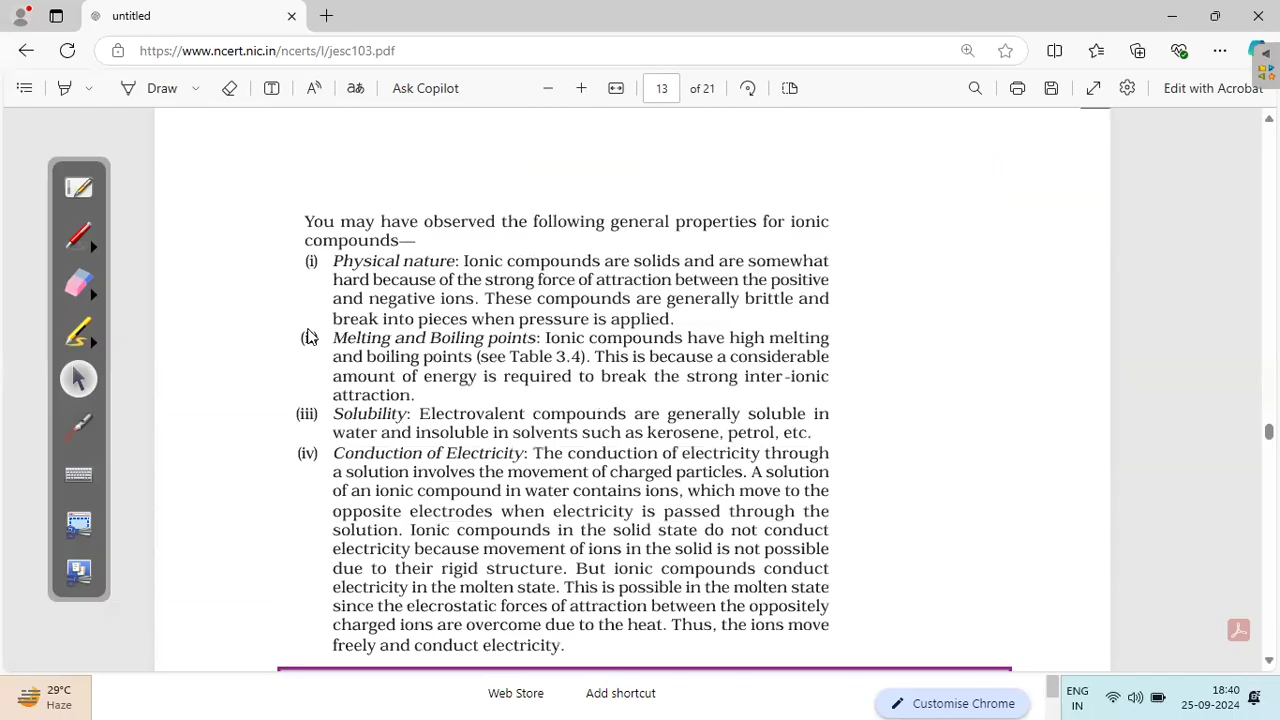 untitled
https://www.ncert.nic.in/ncerts/l/jesc103.pdf
Draw
Ask Copilot
13 of 21
Edit with Acrobat
You may have observed the following general properties for ionic
compounds—
(i) Physical nature: Ionic compounds are solids and are somewhat
hard because of the strong force of attraction between the positive
and negative ions. These compounds are generally brittle and
break into pieces when pressure is applied.
Melting and Boiling points: Ionic compounds have high melting
and boiling points (see Table 3.4). This is because a considerable
amount of energy is required to break the strong inter-ionic
attraction.
(iii) Solubility: Electrovalent compounds are generally soluble in
water and insoluble in solvents such as kerosene, petrol, etc.
(iv) Conduction of Electricity: The conduction of electricity through
a solution involves the movement of charged particles. A solution
of an ionic compound in water contains ions, which move to the
opposite electrodes when electricity is passed through the
solution. Ionic compounds in the solid state do not conduct
electricity because movement of ions in the solid is not possible
due to their rigid structure. But ionic compounds conduct
electricity in the molten state. This is possible in the molten state
since the elecrostatic forces of attraction between the oppositely
charged ions are overcome due to the heat. Thus, the ions move
freely and conduct electricity.
29°C
Haze
Web Store
Add shortcut
Customise Chrome
ENG
IN
18:40
25-09-2024